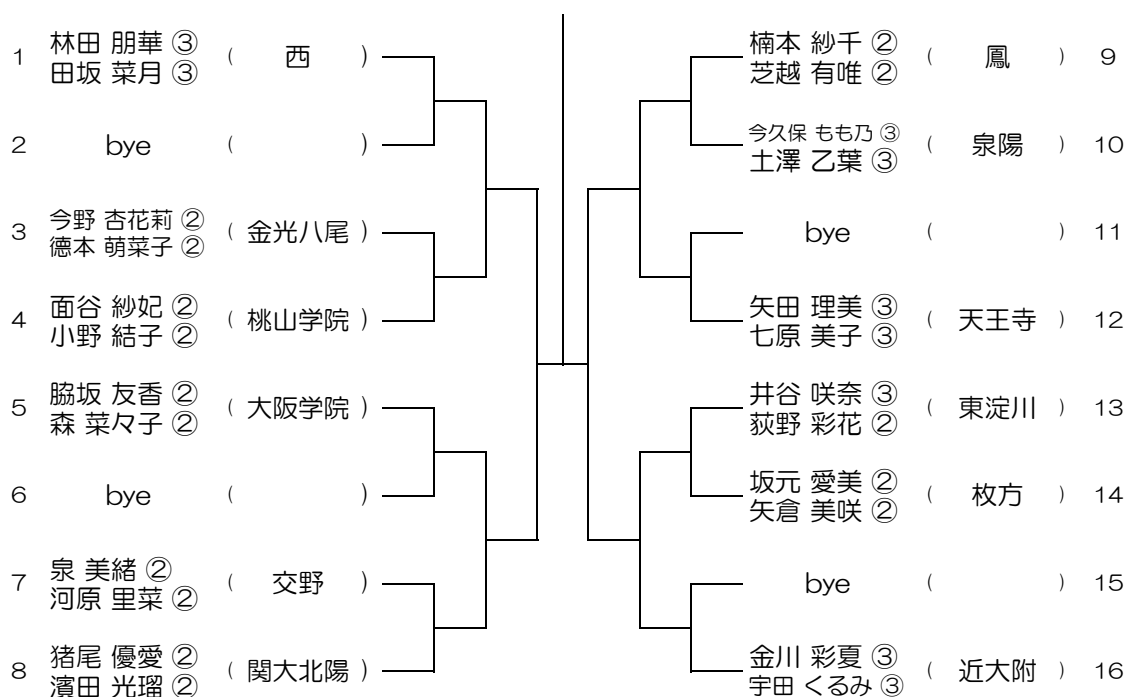 1 林田 朋華 ③ ( 西 )
田坂 菜月 ③
2 bye ( )
3 今野 杏花莉 ② ( 金光八尾 )
德本 萌菜子 ②
4 面谷 紗妃 ② ( 桃山学院 )
小野 結子 ②
5 脇坂 友香 ② ( 大阪学院 )
森 菜々子 ②
6 bye ( )
7 泉 美緒 ② ( 交野 )
河原 里菜 ②
8 猪尾 優愛 ② ( 関大北陽 )
濱田 光瑠 ②
楠本 紗千 ② ( 鳳 ) 9
芝越 有唯 ②
今久保 もも乃 ③ ( 泉陽 ) 10
土澤 乙葉 ③
bye ( ) 11
矢田 理美 ③ ( 天王寺 ) 12
七原 美子 ③
井谷 咲奈 ③ ( 東淀川 ) 13
荻野 彩花 ②
坂元 愛美 ② ( 枚方 ) 14
矢倉 美咲 ②
bye ( ) 15
金川 彩夏 ③ ( 近大附 ) 16
宇田 くるみ ③